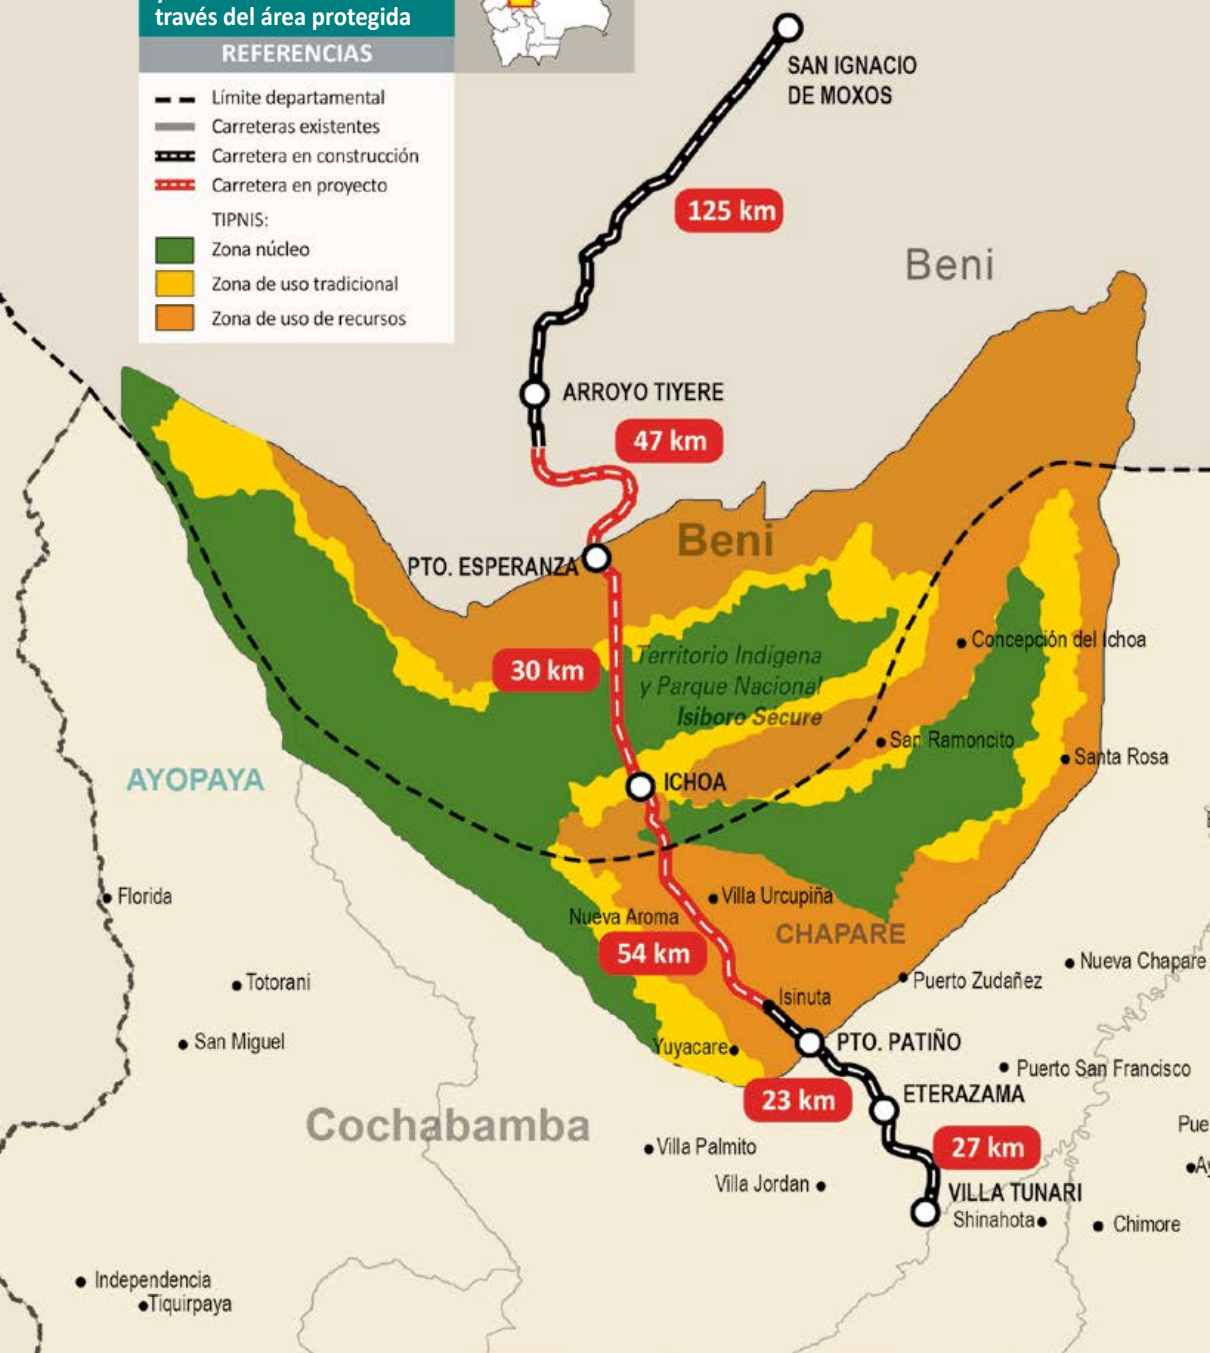 través del área protegida
REFERENCIAS
Límite departamental
Carreteras existentes
Carretera en construcción
Carretera en proyecto
TIPNIS:
Zona núcleo
Zona de uso tradicional
Zona de uso de recursos
SAN IGNACIO
DE MOXOS
125 km
Beni
ARROYO TIYERE
47 km
Beni
PTO. ESPERANZA
Concepción del Ichoa
Territorio Indígena
y Parque Nacional
Isiboro Sécure
30 km
San Ramoncito
Santa Rosa
AYOPAYA
ICHOA
Florida
Villa Urcupiña
Nueva Aroma
CHAPARE
54 km
Nueva Chapare
Totorani
Puerto Zudañez
Isinuta
San Miguel
Yuyacare
PTO. PATIÑO
Puerto San Francisco
23 km
ETERAZAMA
Cochabamba
Pue
Villa Palmito
27 km
Ay
Villa Jordan
VILLA TUNARI
Shinahota
Chimore
Independencia
Tiquirpaya